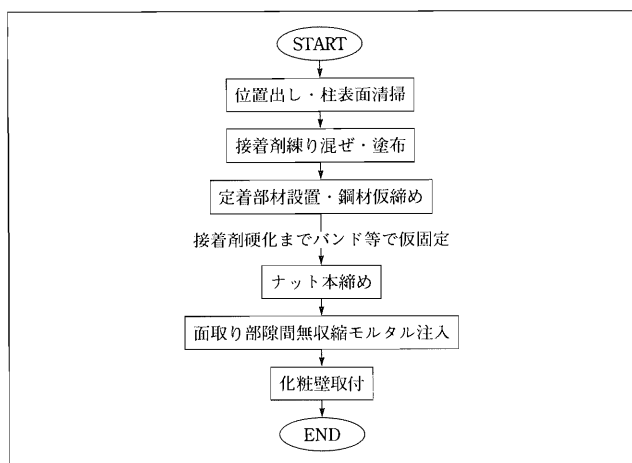 START
位置出し・柱表面清掃
接着剤練り混ぜ・塗布
定着部材設置・鋼材仮締め
接着剤硬化までバンド等で仮固定
ナット本締め
面取り部隙間無収縮モルタル注入
化粧壁取付
END